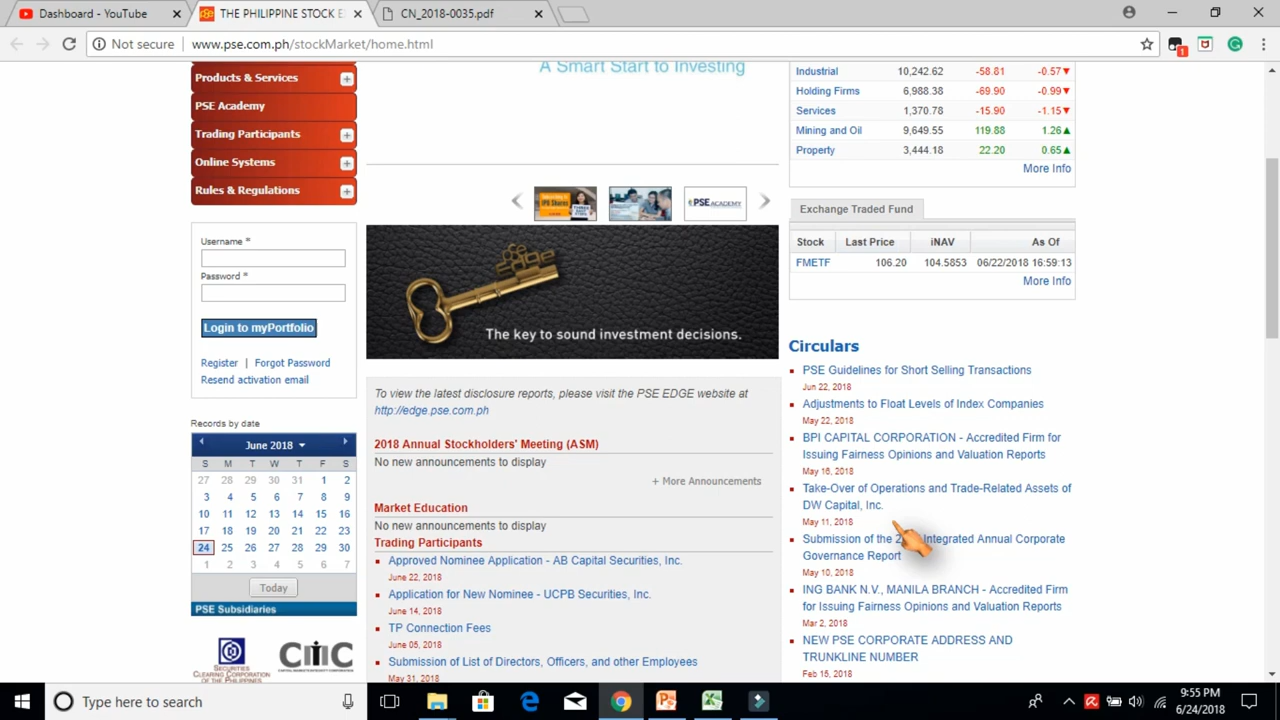 Dashboard - YouTube
THE PHILIPPINE STOCK E
CN_2018-0035.pdf
Not secure
www.pse.com.ph/stockMarket/home.html
1
Products & Services
PSE Academy
Trading Participants
Online Systems
Rules & Regulations
Username *
Password *
Login to myPortfolio
Register | Forgot Password
Resend activation email
Records by date
June 2018
S M T W T F S
27 28 29 30 31 1 2
3 4 5 6 7 8 9
10 11 12 13 14 15 16
17 18 19 20 21 22 23
24 25 26 27 28 29 30
1 2 3 4 5 6 7
Today
PSE Subsidiaries
SECURITIES
CLEARING CORPORATION
OF THE PHILIPPINES
A Smart Start to Investing
PSE ACADEMY
The key to sound investment decisions.
To view the latest disclosure reports, please visit the PSE EDGE website at
http://edge.pse.com.ph
2018 Annual Stockholders' Meeting (ASM)
No new announcements to display
+ More Announcements
Market Education
No new announcements to display
Trading Participants
Approved Nominee Application - AB Capital Securities, Inc.
June 22, 2018
Application for New Nominee - UCPB Securities, Inc.
June 14, 2018
TP Connection Fees
June 05, 2018
Submission of List of Directors, Officers, and other Employees
May 31, 2018
Industrial 10,242.62 -58.81 -0.57▼
Holding Firms 6,988.38 -69.90 -0.99▼
Services 1,370.78 -15.90 -1.15▼
Mining and Oil 9,649.55 119.88 1.26▲
Property 3,444.18 22.20 0.65▲
More Info
Exchange Traded Fund
Stock Last Price iNAV As Of
FMETF 106.20 104.5853 06/22/2018 16:59:13
More Info
Circulars
PSE Guidelines for Short Selling Transactions
Jun 22, 2018
Adjustments to Float Levels of Index Companies
May 22, 2018
BPI CAPITAL CORPORATION - Accredited Firm for
Issuing Fairness Opinions and Valuation Reports
May 16, 2018
Take-Over of Operations and Trade-Related Assets of
DW Capital, Inc.
May 11, 2018
Submission of the Integrated Annual Corporate
Governance Report
May 10, 2018
ING BANK N.V., MANILA BRANCH - Accredited Firm
for Issuing Fairness Opinions and Valuation Reports
Mar 2, 2018
NEW PSE CORPORATE ADDRESS AND
TRUNKLINE NUMBER
Feb 15, 2018
Type here to search
9:55 PM
6/24/2018